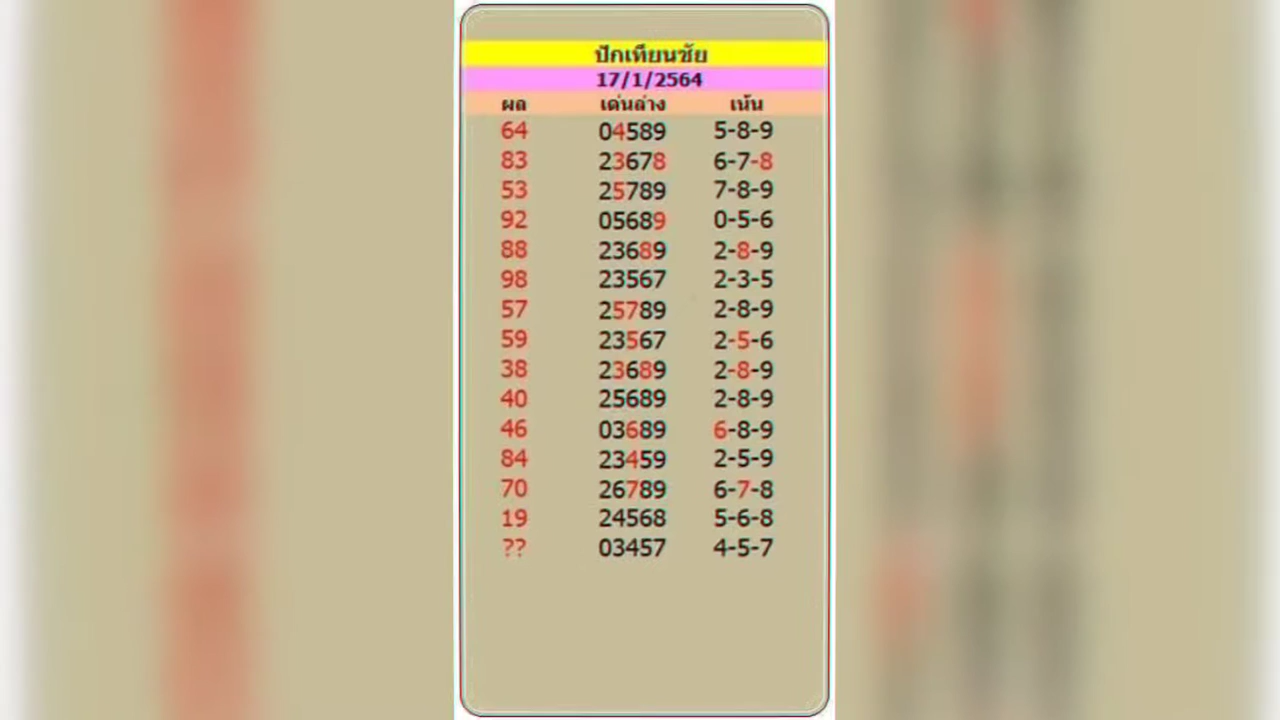 ปักเทียนชัย
17/1/2564
ผล เด่นล่าง เน้น
64 04589 5-8-9
83 23678 6-7-8
53 25789 7-8-9
92 05689 0-5-6
88 23689 2-8-9
98 23567 2-3-5
57 25789 2-8-9
59 23567 2-5-6
38 23689 2-8-9
40 25689 2-8-9
46 03689 6-8-9
84 23459 2-5-9
70 26789 6-7-8
19 24568 5-6-8
?? 03457 4-5-7